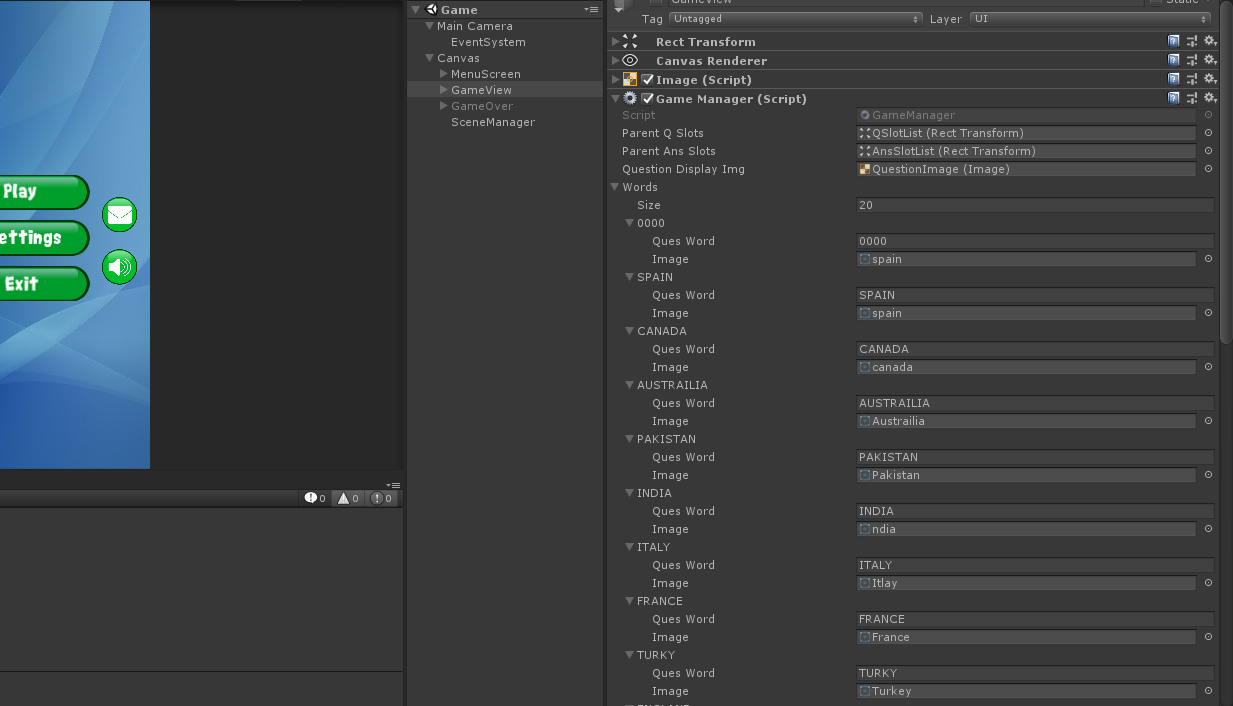 Play
ettings
Exit
0
0
0
Game
Main Camera
EventSystem
Canvas
MenuScreen
GameView
GameOver
SceneManager
GameView
Static
Tag Untagged Layer UI
Rect Transform
Canvas Renderer
Image (Script)
Game Manager (Script)
Script GameManager
Parent Q Slots QSlotList (Rect Transform)
Parent Ans Slots AnsSlotList (Rect Transform)
Question Display Img QuestionImage (Image)
Words
Size 20
0000
Ques Word 0000
Image spain
SPAIN
Ques Word SPAIN
Image spain
CANADA
Ques Word CANADA
Image canada
AUSTRAILIA
Ques Word AUSTRAILIA
Image Austrailia
PAKISTAN
Ques Word PAKISTAN
Image Pakistan
INDIA
Ques Word INDIA
Image ndia
ITALY
Ques Word ITALY
Image Itlay
FRANCE
Ques Word FRANCE
Image France
TURKY
Ques Word TURKY
Image Turkey
ENGLAND